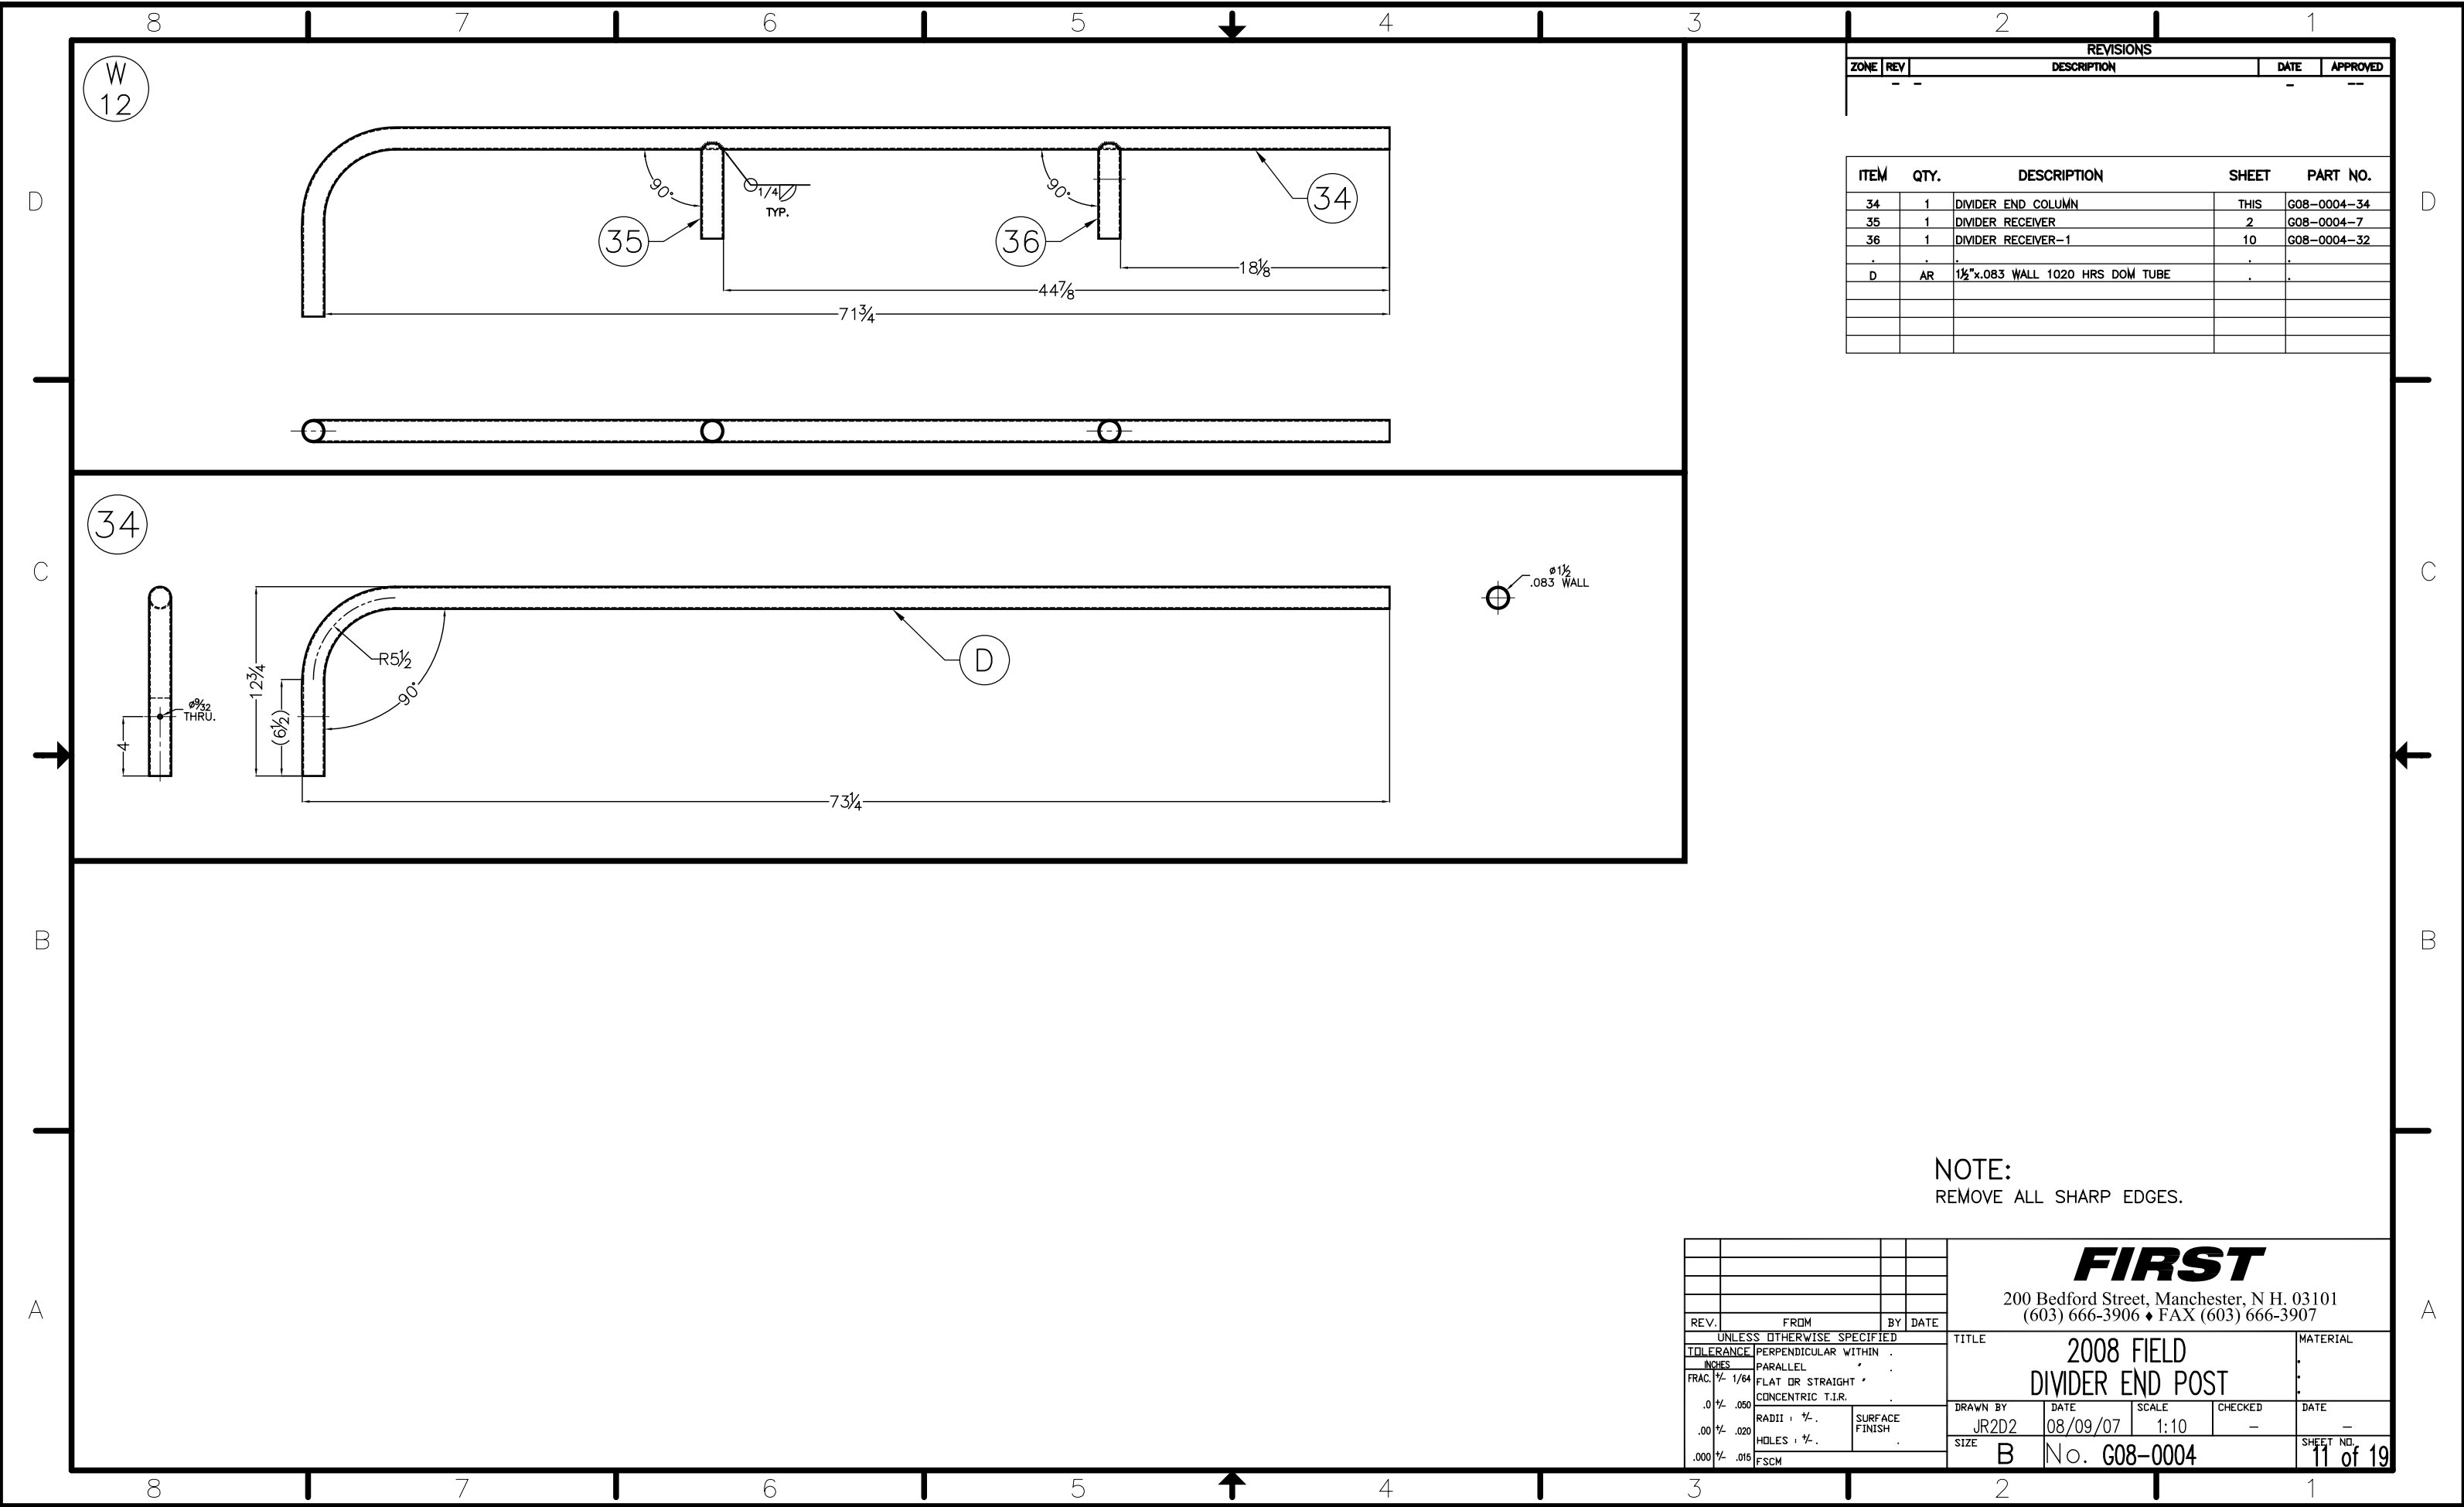 8 7 6 5 4 3 2 1
W
12
90°
1/4
TYP.
90°
34
35
36
18⅛
44⅞
71¾
REVISIONS
ZONE REV DESCRIPTION DATE APPROVED
- - - --
ITEM QTY. DESCRIPTION SHEET PART NO.
34 1 DIVIDER END COLUMN THIS G08-0004-34
35 1 DIVIDER RECEIVER 2 G08-0004-7
36 1 DIVIDER RECEIVER-1 10 G08-0004-32
. . . . .
D AR 1½"x.083 WALL 1020 HRS DOM TUBE . .
D D
34
C C
ø1½
.083 WALL
R5½
D
12¾
90°
ø9/32
THRU.
(6½)
4
73¼
B B
NOTE:
REMOVE ALL SHARP EDGES.
FIRST
200 Bedford Street, Manchester, N H. 03101
(603) 666-3906 ♦ FAX (603) 666-3907
A A
REV. FROM BY DATE
UNLESS OTHERWISE SPECIFIED
TOLERANCE
INCHES
FRAC. +/- 1/64
.0 +/- .050
.00 +/- .020
.000 +/- .015
PERPENDICULAR WITHIN .
PARALLEL " .
FLAT OR STRAIGHT "
CONCENTRIC T.I.R. .
RADII : +/- .
HOLES : +/- .
SURFACE
FINISH
.
FSCM
TITLE
2008 FIELD
DIVIDER END POST
MATERIAL
.
.
.
DRAWN BY DATE SCALE CHECKED DATE
JR2D2 08/09/07 1:10 - -
SIZE B No. G08-0004 SHEET NO. 11 of 19
8 7 6 5 4 3 2 1